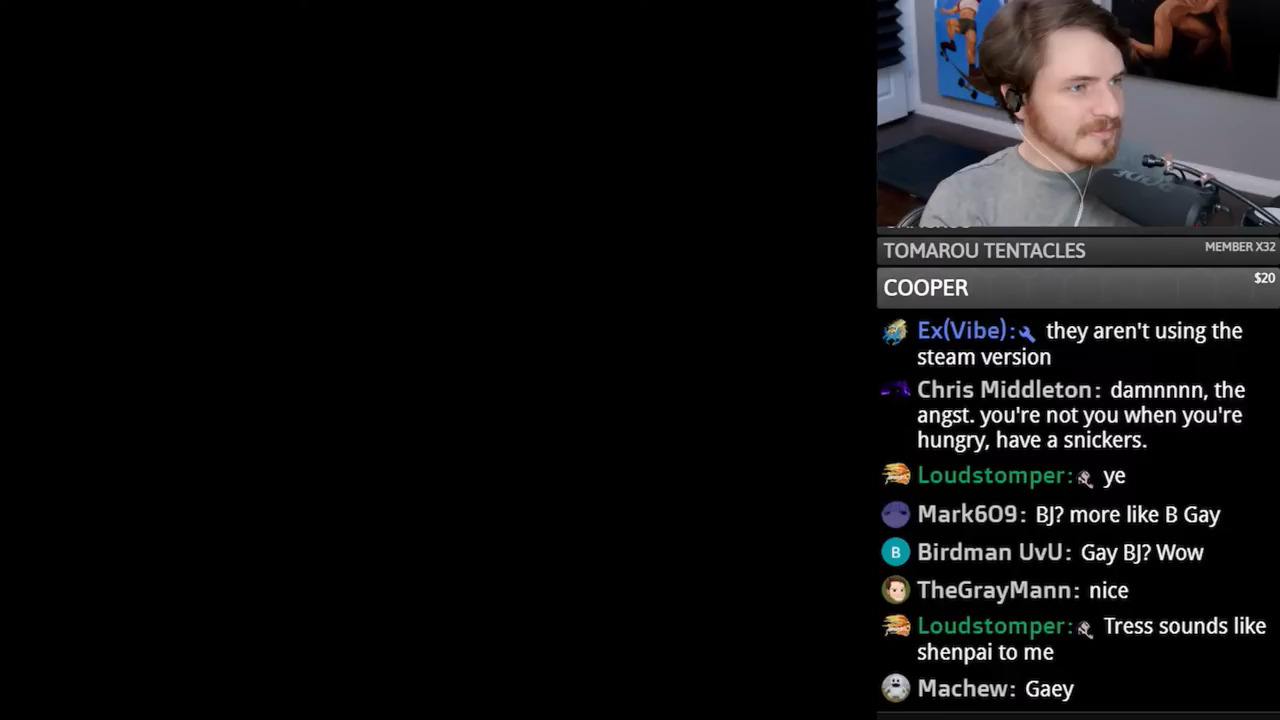 RODE
TOMAROU TENTACLES MEMBER X32
COOPER $20
Ex(Vibe): they aren't using the
steam version
Chris Middleton: damnnnn, the
angst. you're not you when you're
hungry, have a snickers.
Loudstomper: ye
Mark6O9: BJ? more like B Gay
B Birdman UvU: Gay BJ? Wow
TheGrayMann: nice
Loudstomper: Tress sounds like
shenpai to me
Machew: Gaey